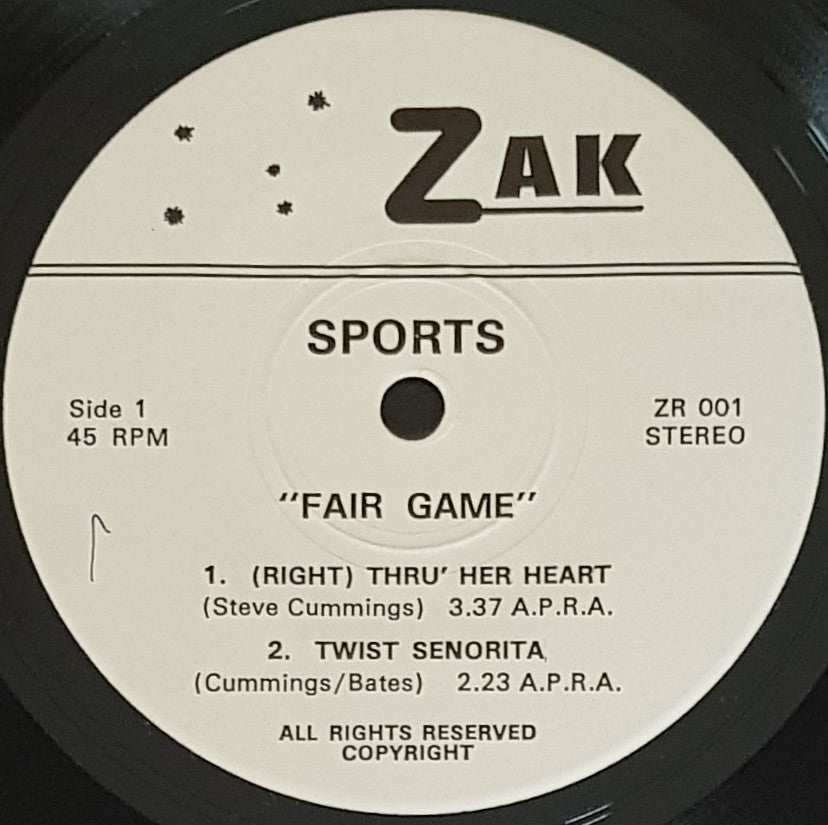 ZAK
SPORTS
Side 1
45 RPM
ZR 001
STEREO
"FAIR GAME"
1. (RIGHT) THRU' HER HEART
(Steve Cummings) 3.37 A.P.R.A.
2. TWIST SENORITA
(Cummings/Bates) 2.23 A.P.R.A.
ALL RIGHTS RESERVED
COPYRIGHT